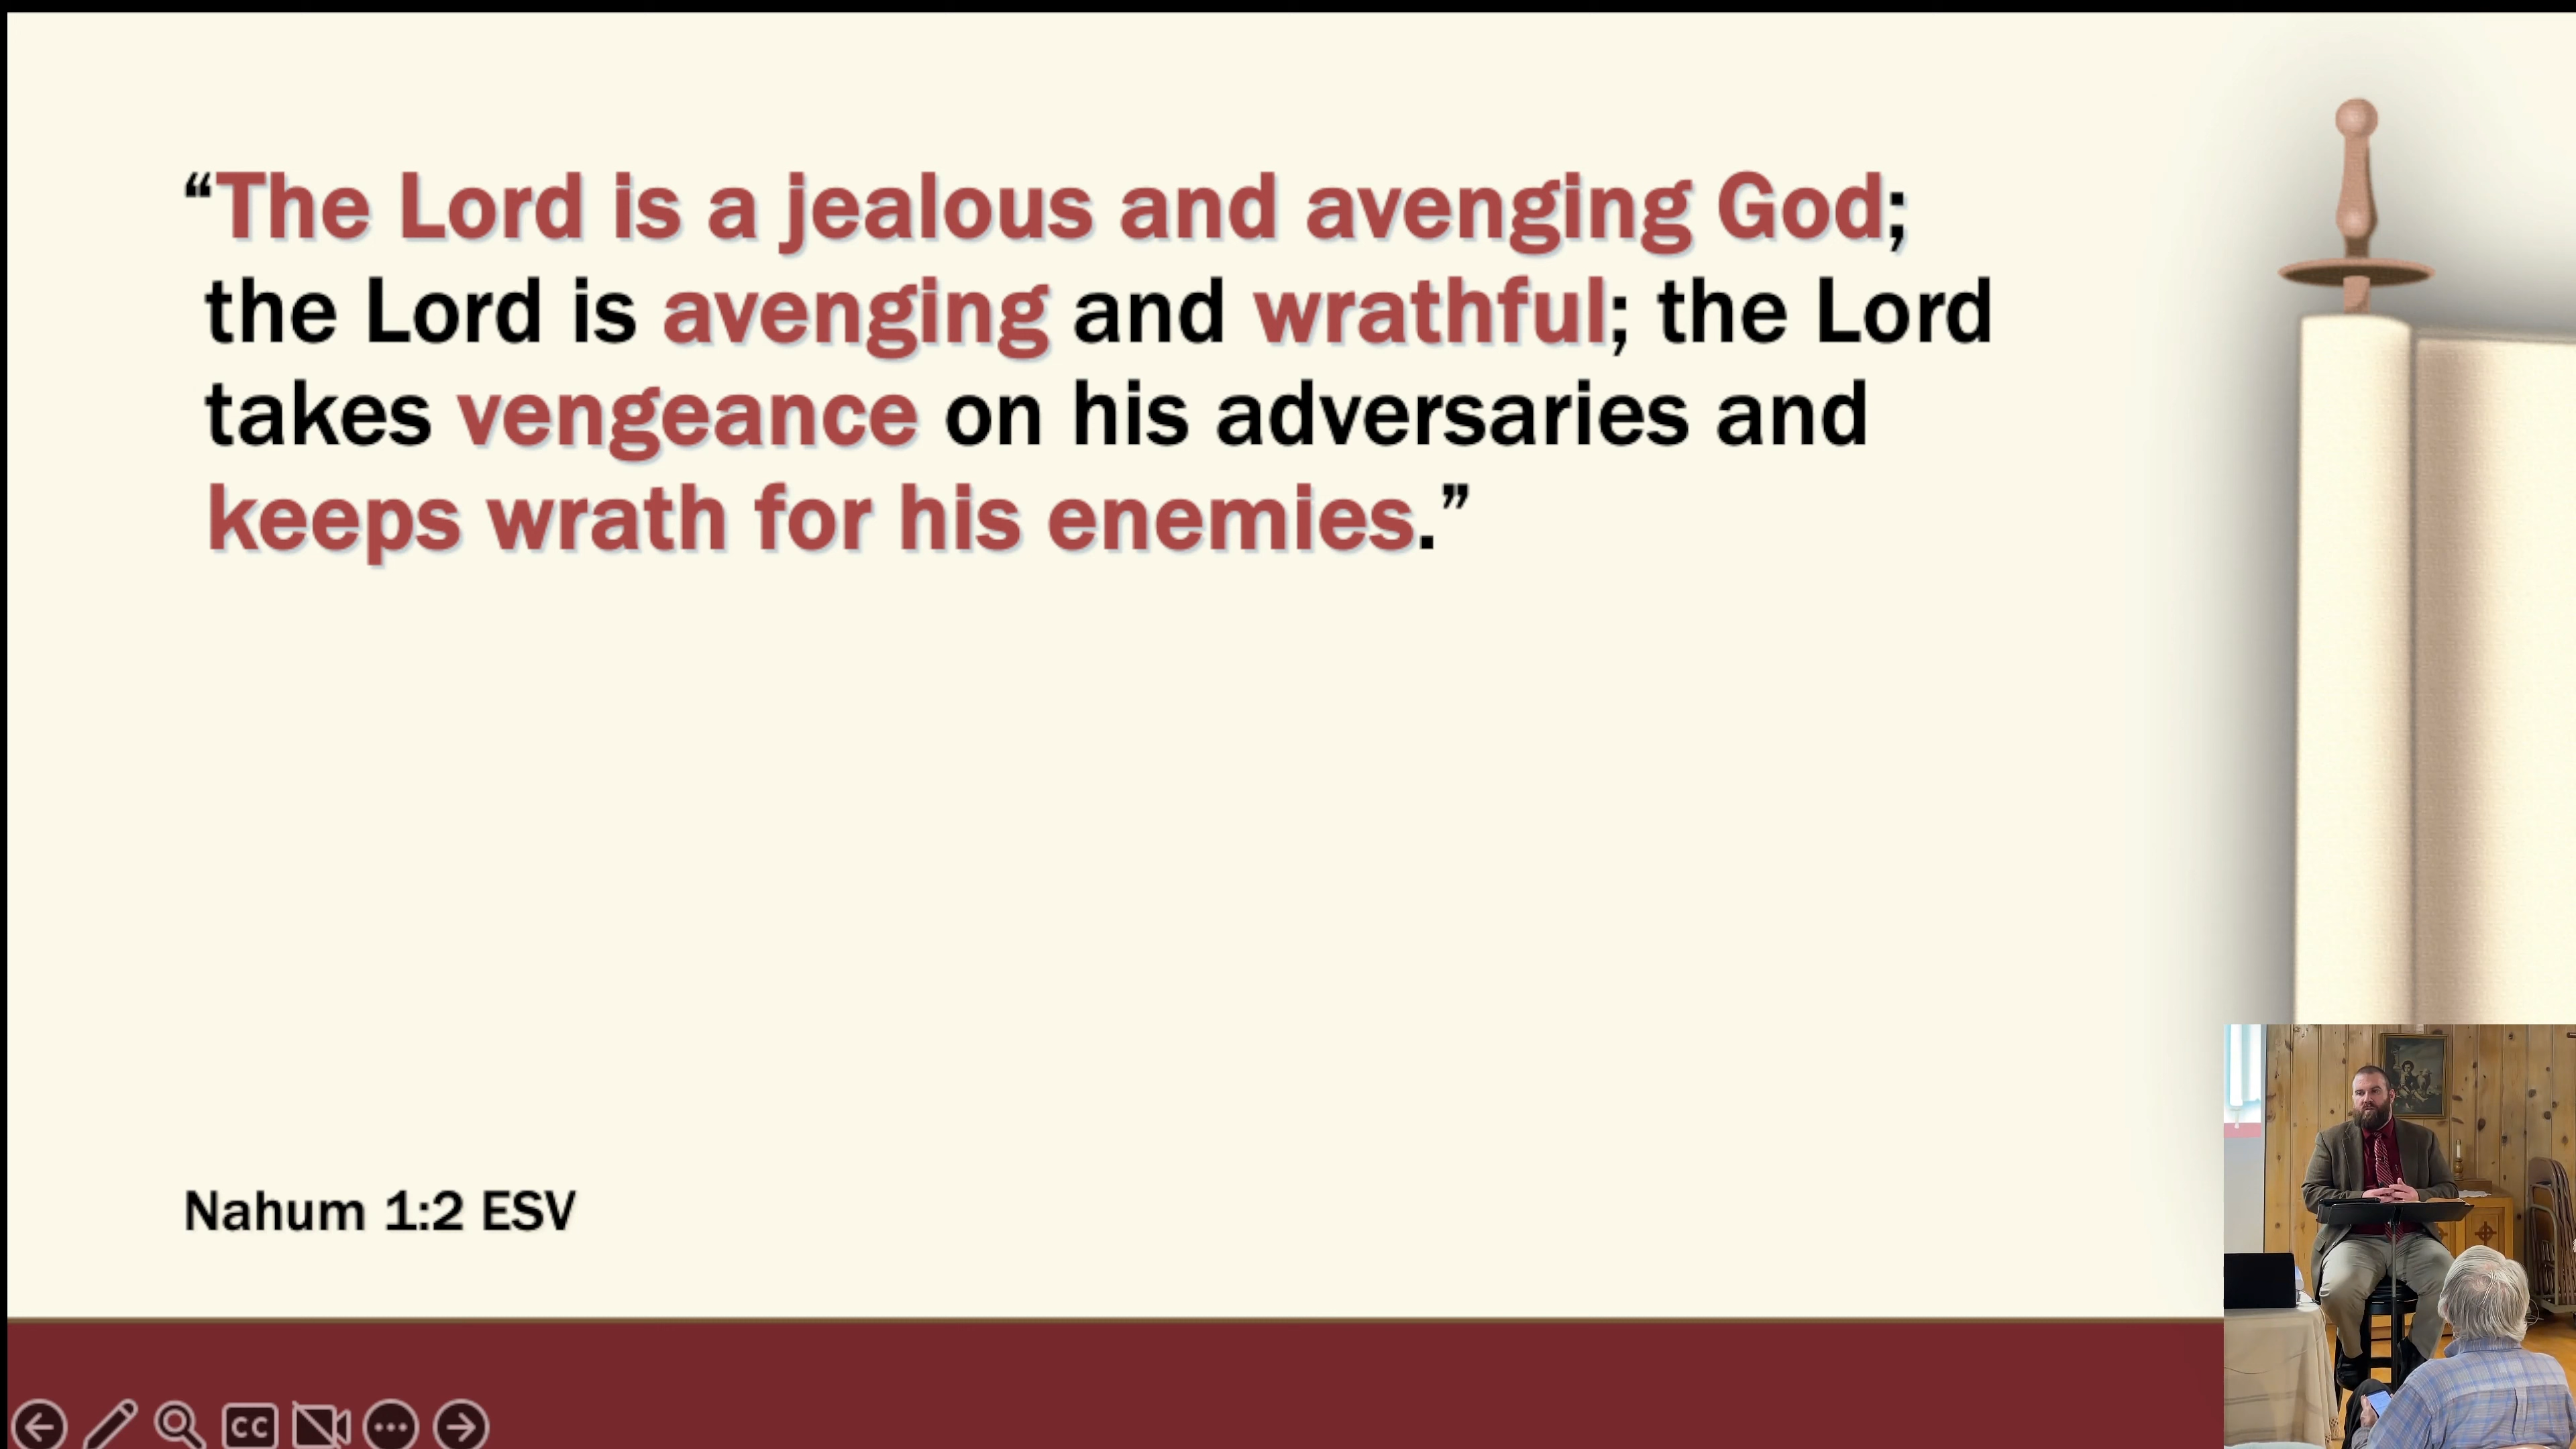 “The Lord is a jealous and avenging God;
the Lord is avenging and wrathful; the Lord
takes vengeance on his adversaries and
keeps wrath for his enemies.”
Nahum 1:2 ESV
CC